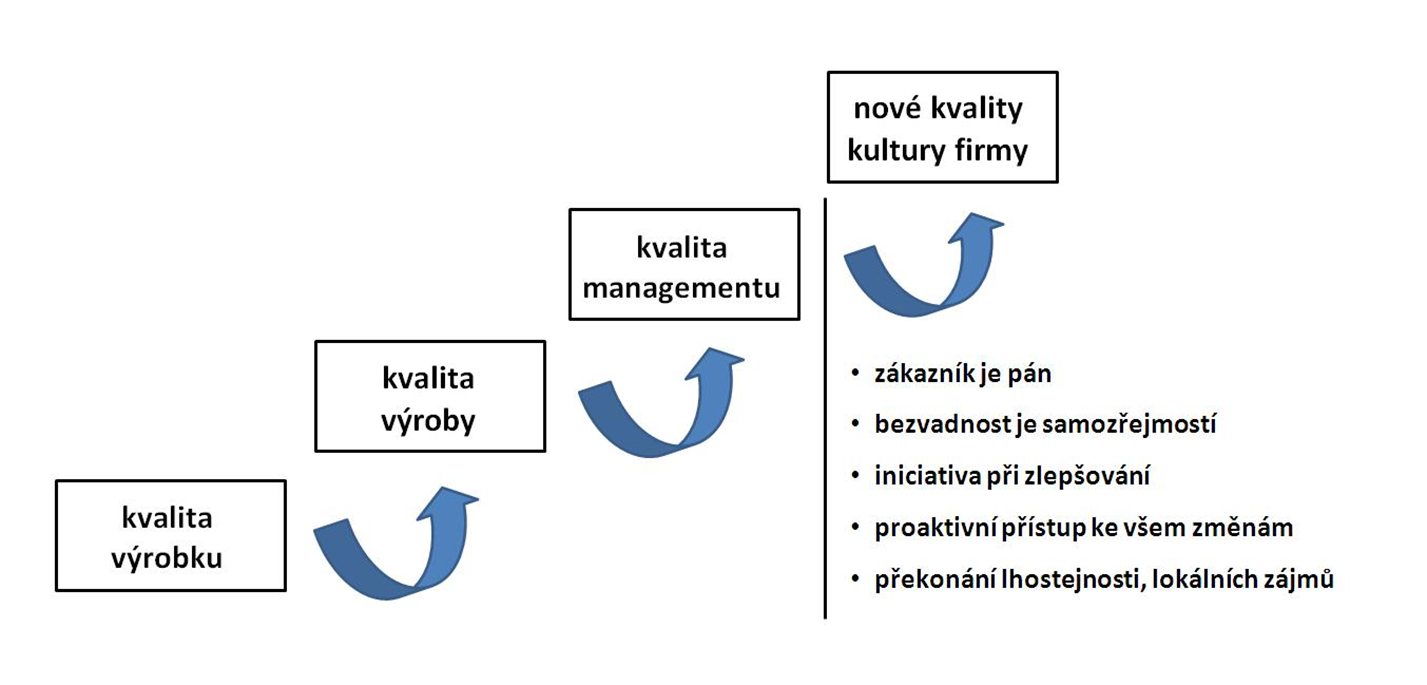 nové kvality
kultury firmy
kvalita
managementu
kvalita
výroby
kvalita
výrobku
• zákazník je pán
• bezvadnost je samozřejmostí
• iniciativa při zlepšování
• proaktivní přístup ke všem změnám
• překonání lhostejnosti, lokálních zájmů